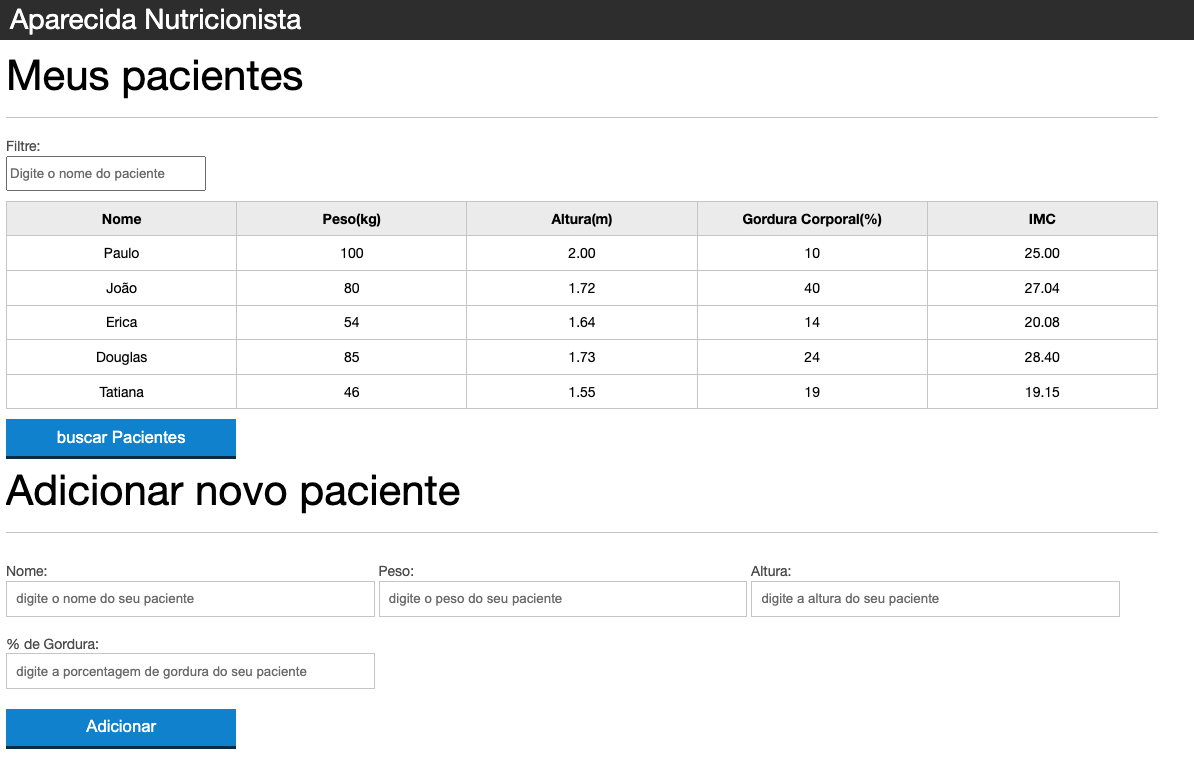 Aparecida Nutricionista
Meus pacientes
Filtre:
Digite o nome do paciente
Nome Peso(kg) Altura(m) Gordura Corporal(%) IMC
Paulo 100 2.00 10 25.00
João 80 1.72 40 27.04
Erica 54 1.64 14 20.08
Douglas 85 1.73 24 28.40
Tatiana 46 1.55 19 19.15
buscar Pacientes
Adicionar novo paciente
Nome: Peso: Altura:
digite o nome do seu paciente digite o peso do seu paciente digite a altura do seu paciente
% de Gordura:
digite a porcentagem de gordura do seu paciente
Adicionar